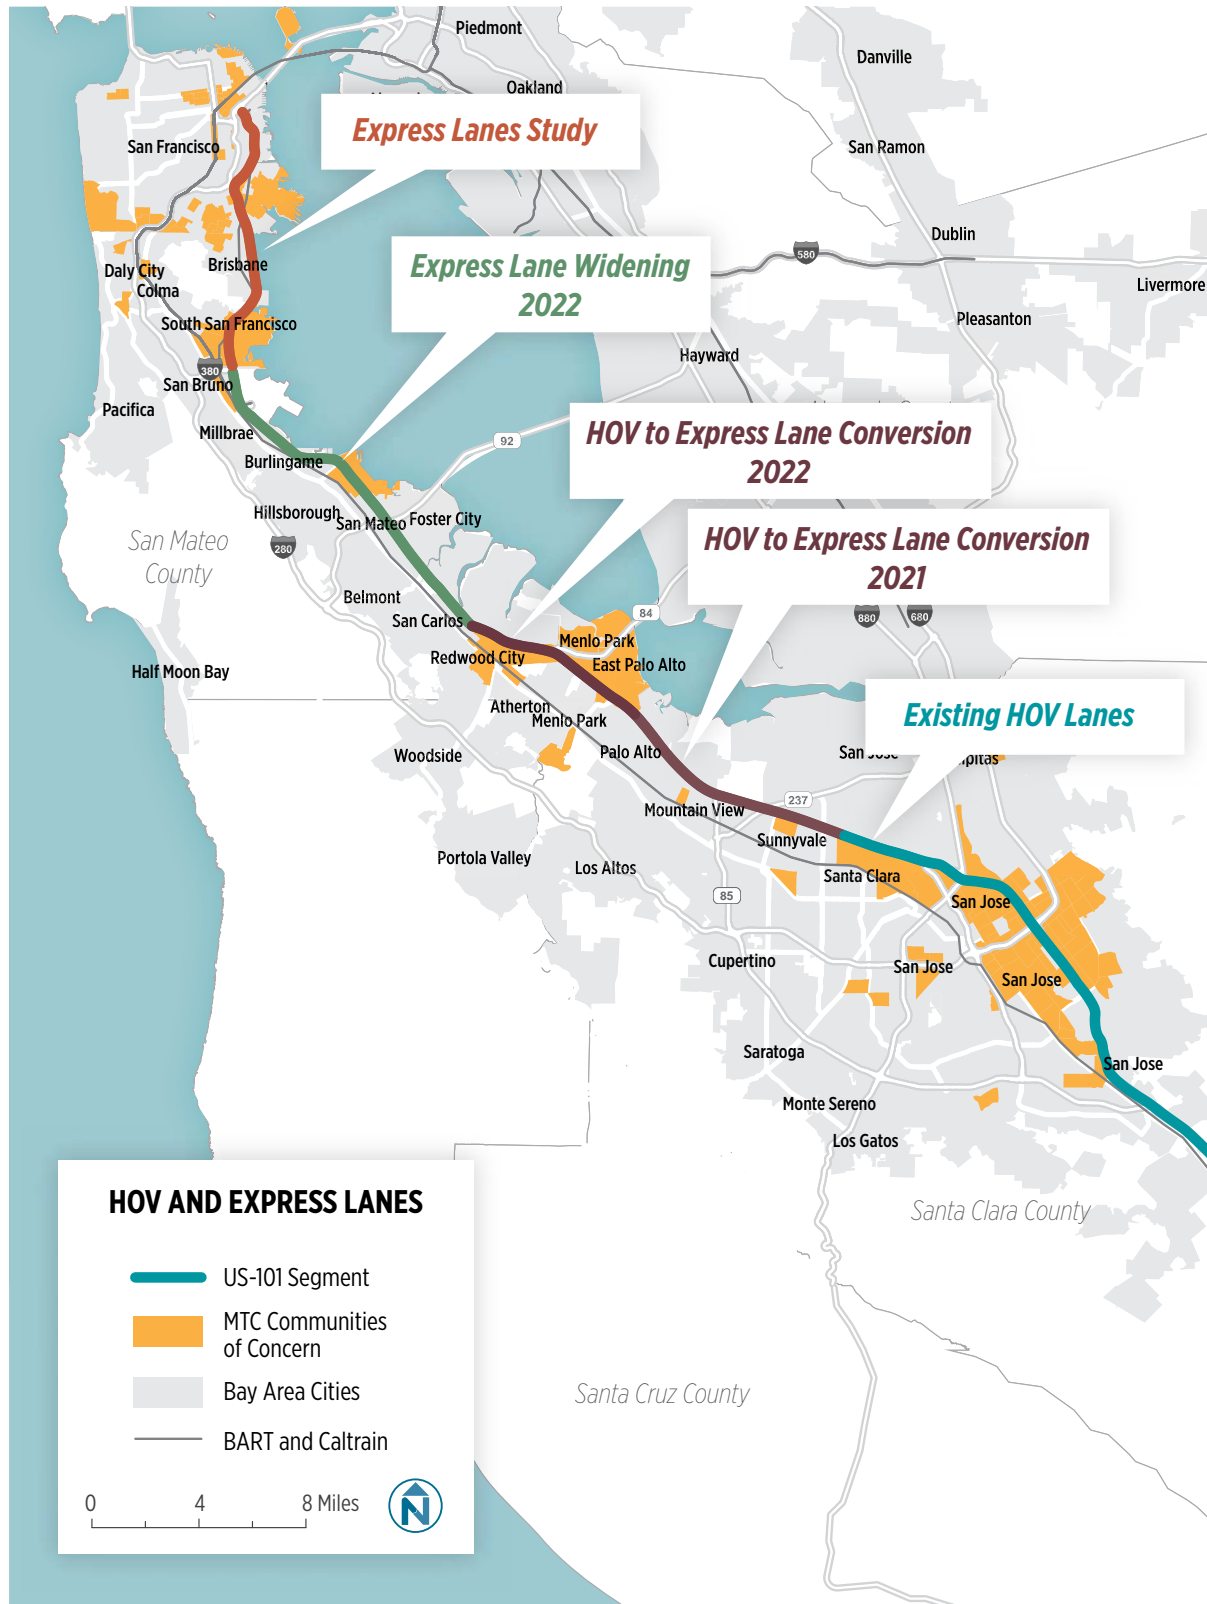 Piedmont
Danville
Oakland
Express Lanes Study
San Francisco
San Ramon
Dublin
580
Brisbane
Daly City
Colma
Express Lane Widening
2022
Livermore
South San Francisco
Pleasanton
Hayward
380
San Bruno
Pacifica
Millbrae
92
HOV to Express Lane Conversion
2022
Burlingame
Hillsborough
San Mateo
Foster City
San Mateo
County
280
HOV to Express Lane Conversion
2021
Belmont
San Carlos
84
880
680
Menlo Park
Redwood City
East Palo Alto
Half Moon Bay
Atherton
Menlo Park
Existing HOV Lanes
Woodside
Palo Alto
San Jose
Mountain View
237
Sunnyvale
Portola Valley
Los Altos
Santa Clara
85
San Jose
Cupertino
San Jose
San Jose
Saratoga
San Jose
Monte Sereno
Los Gatos
Santa Clara County
Santa Cruz County
HOV AND EXPRESS LANES
US-101 Segment
MTC Communities
of Concern
Bay Area Cities
BART and Caltrain
0 4 8 Miles
N